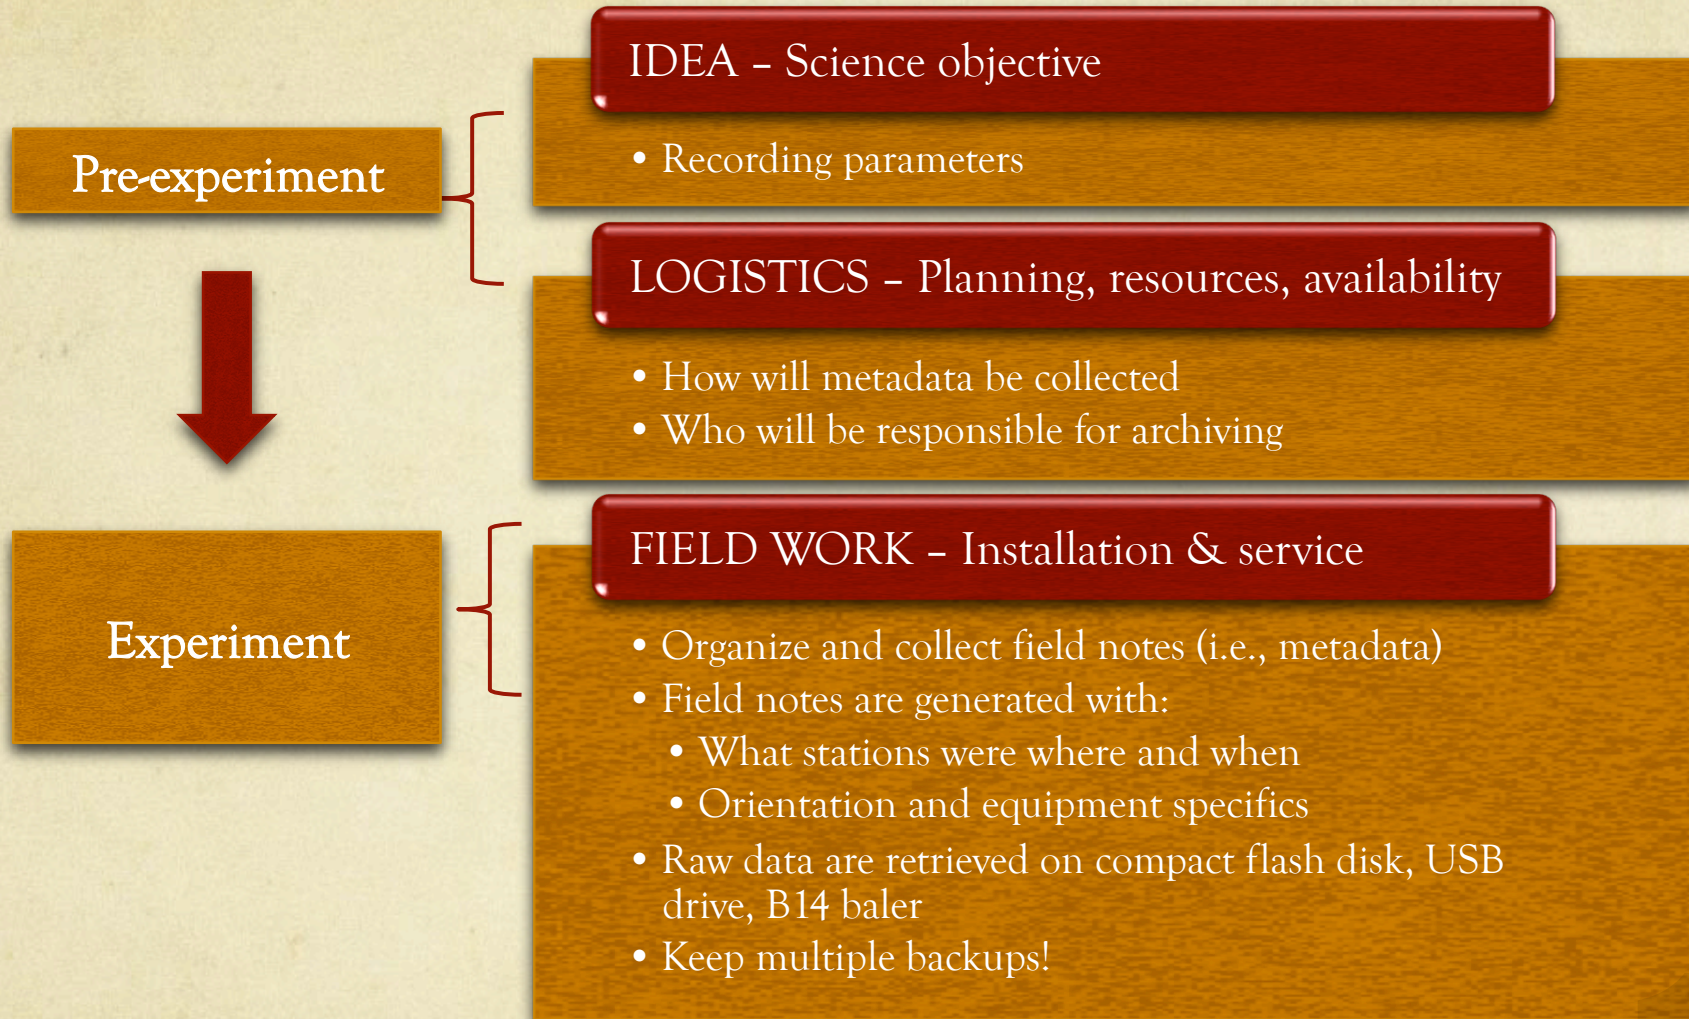 Pre-experiment
IDEA – Science objective
• Recording parameters
LOGISTICS – Planning, resources, availability
• How will metadata be collected
• Who will be responsible for archiving
Experiment
FIELD WORK – Installation & service
• Organize and collect field notes (i.e., metadata)
• Field notes are generated with:
• What stations were where and when
• Orientation and equipment specifics
• Raw data are retrieved on compact flash disk, USB
drive, B14 baler
• Keep multiple backups!